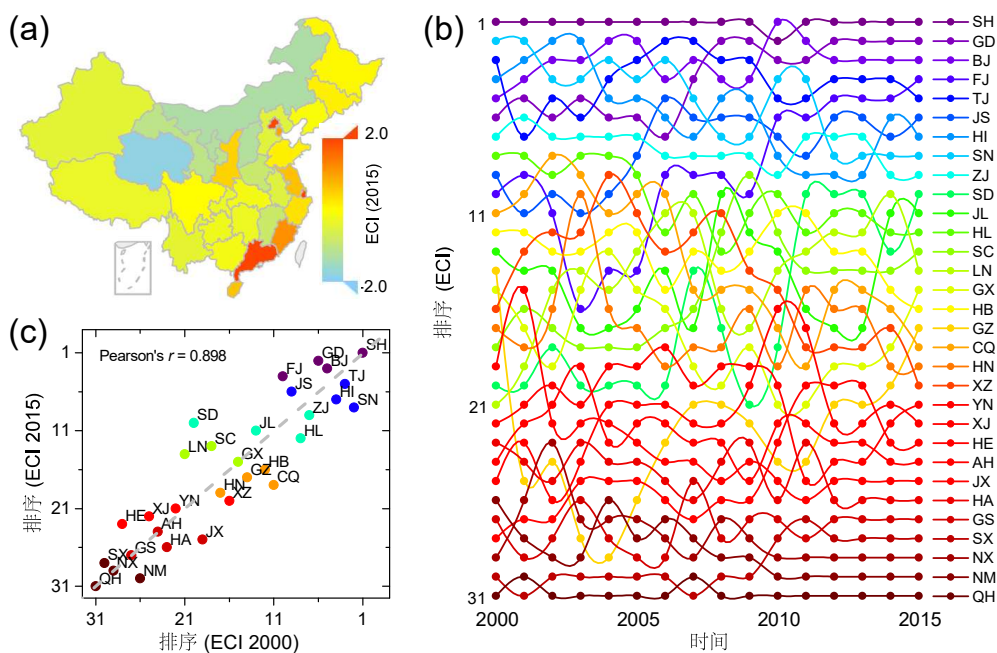 (a)
2.0
ECI (2015)
-2.0
(b)
1
11
21
31
排序 (ECI)
2000
2005
2010
2015
时间
SH
GD
BJ
FJ
TJ
JS
HI
SN
ZJ
SD
JL
HL
SC
LN
GX
HB
GZ
CQ
HN
XZ
YN
XJ
HE
AH
JX
HA
GS
SX
NX
NM
QH
(c)
Pearson's r = 0.898
1
11
21
31
排序 (ECI 2015)
SH
GD
BJ
FJ
TJ
JS
HI
SN
ZJ
SD
JL
HL
SC
LN
GX
HB
GZ
CQ
HN
XZ
YN
XJ
HE
AH
JX
HA
GS
SX
NX
NM
QH
31
21
11
1
排序 (ECI 2000)